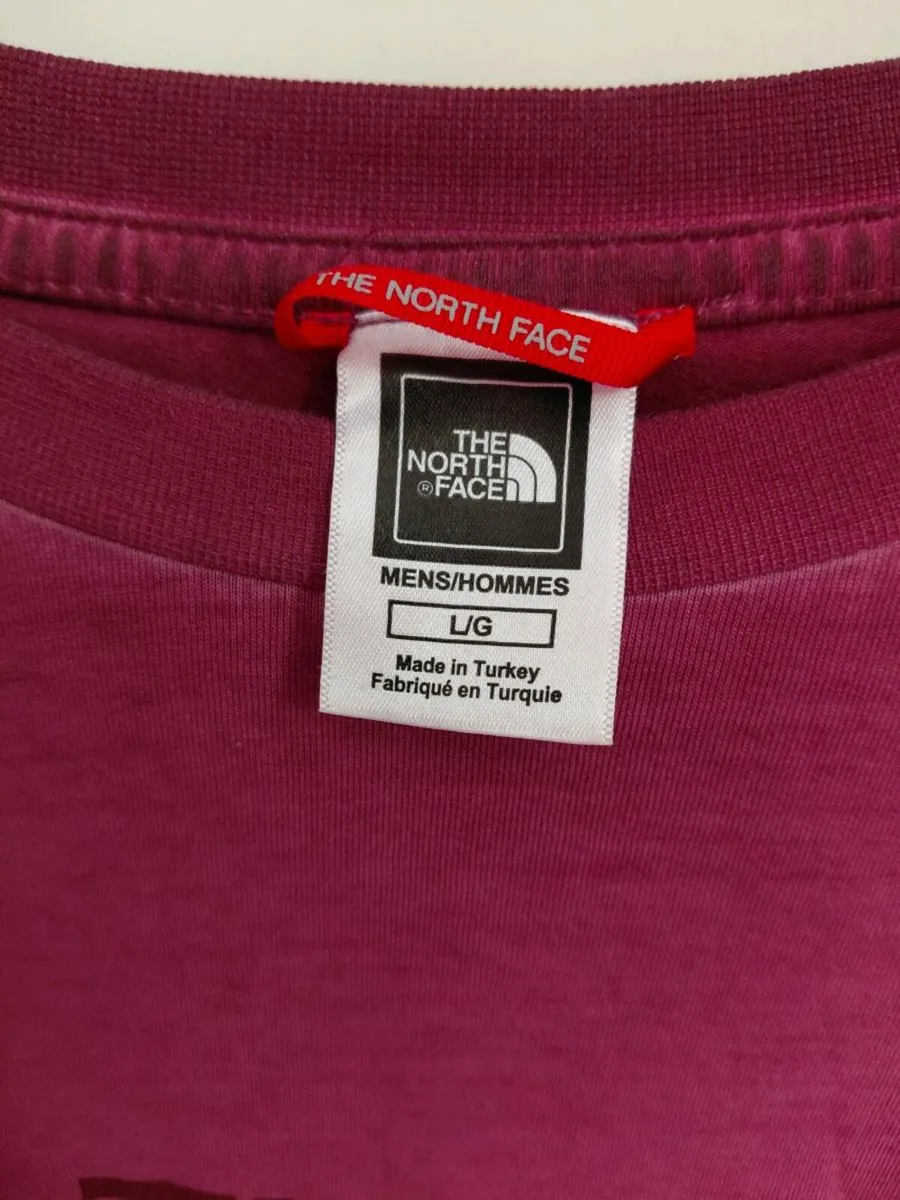 THE NORTH FACE
THE
NORTH
®FACE
MENS/HOMMES
L/G
Made in Turkey
Fabriqué en Turquie